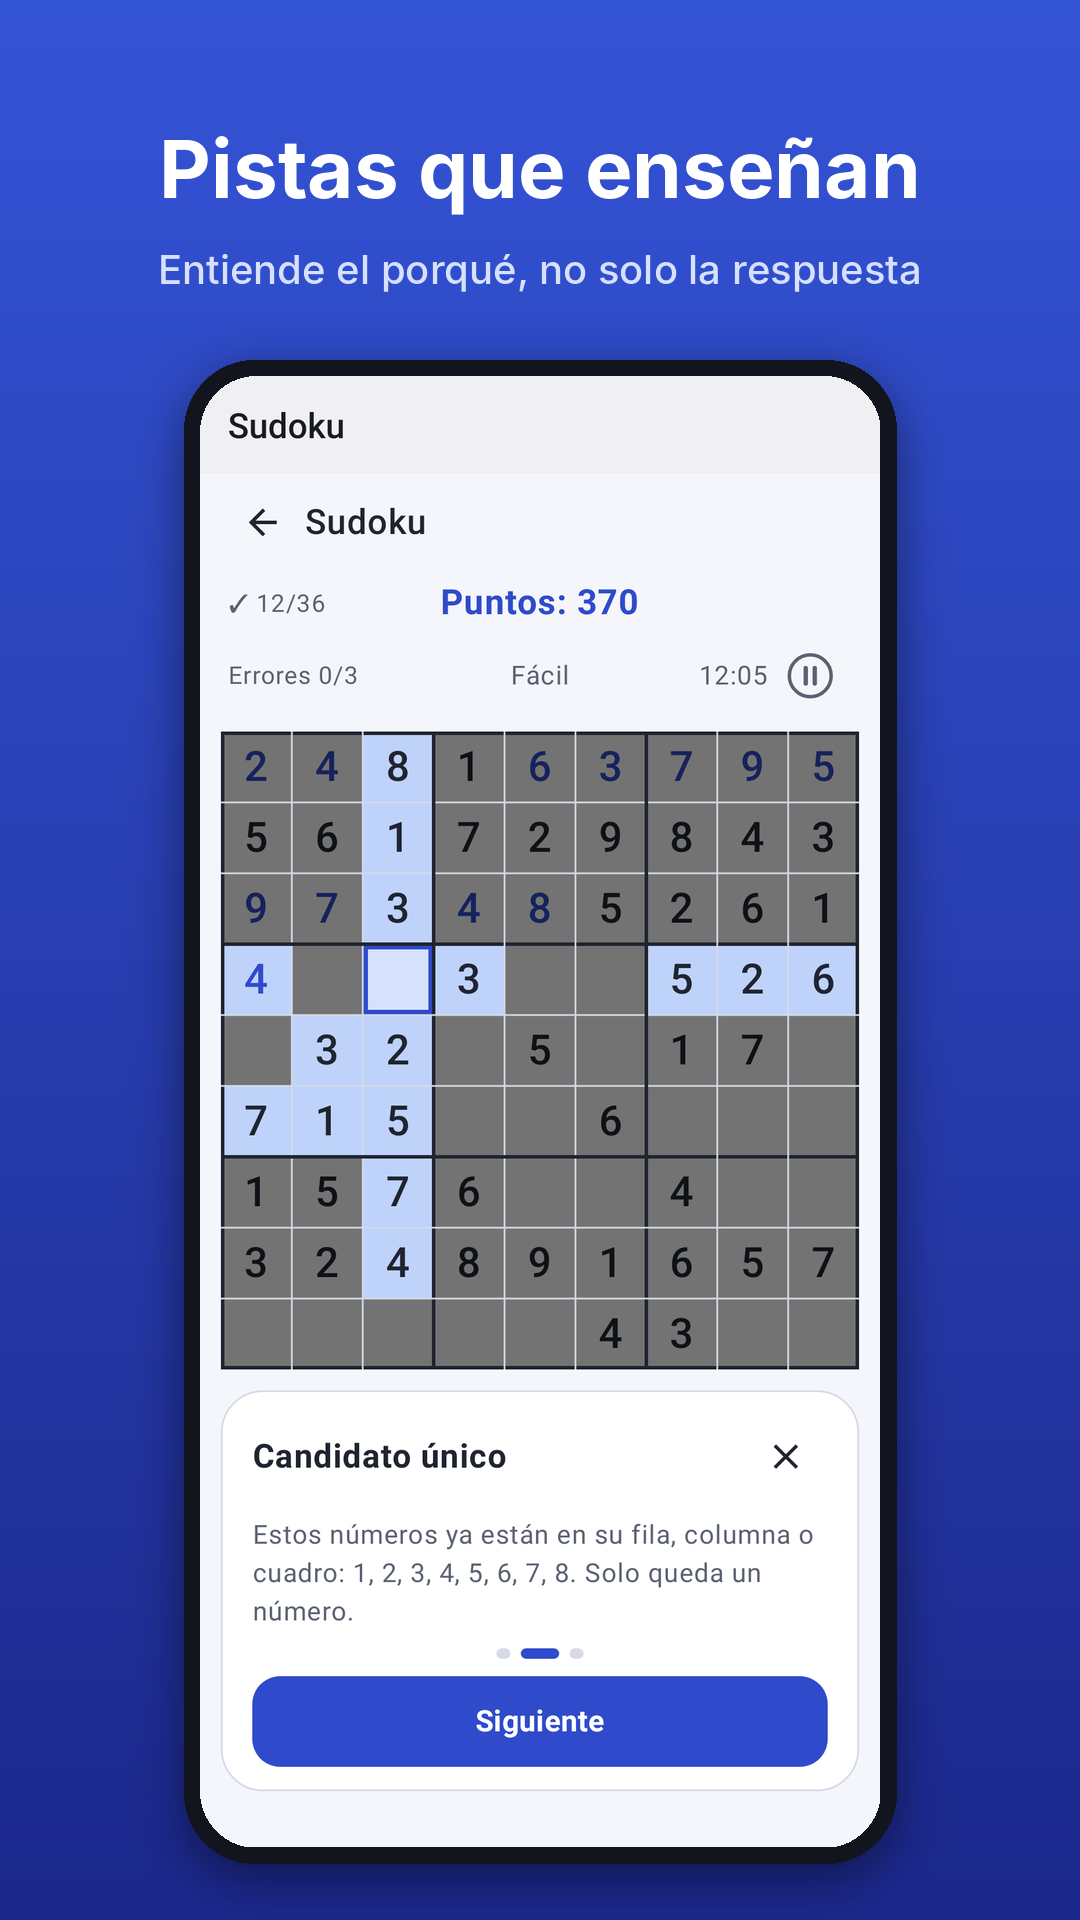 Pistas que enseñan
Entiende el porqué, no solo la respuesta
Sudoku
Sudoku
✓ 12/36 Puntos: 370
Errores 0/3 Fácil 12:05
2 4 8 1 6 3 7 9 5
5 6 1 7 2 9 8 4 3
9 7 3 4 8 5 2 6 1
4 3 5 2 6
3 2 5 1 7
7 1 5 6
1 5 7 6 4
3 2 4 8 9 1 6 5 7
4 3
Candidato único
Estos números ya están en su fila, columna o
cuadro: 1, 2, 3, 4, 5, 6, 7, 8. Solo queda un
número.
Siguiente